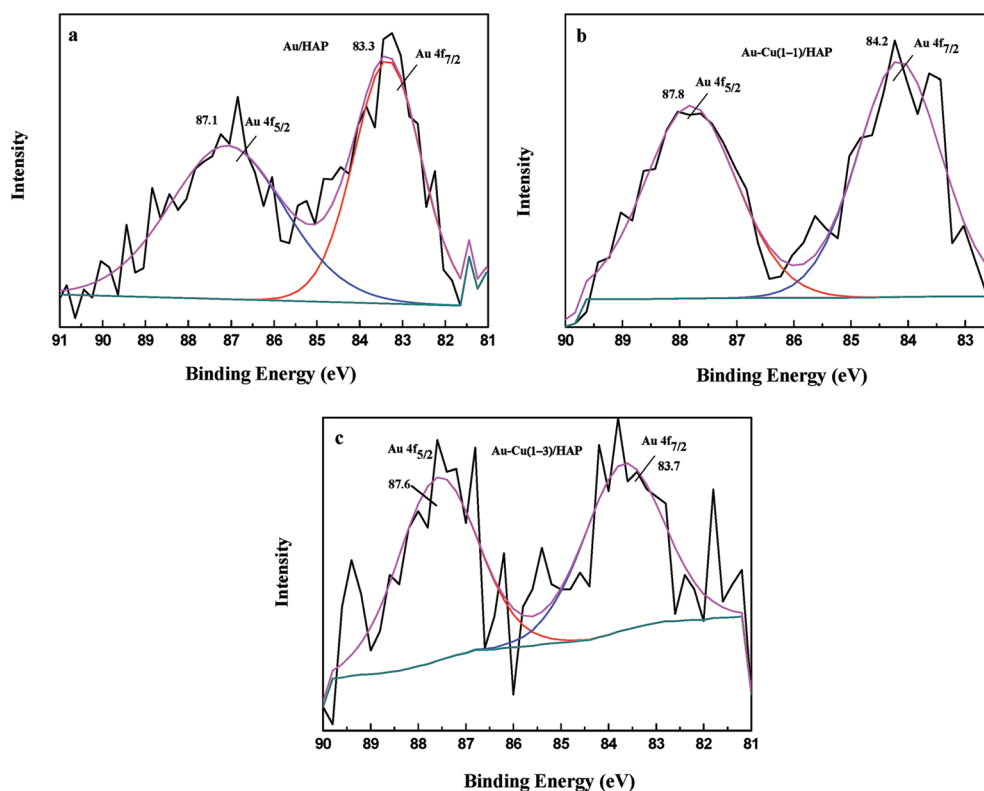 a
Au/HAP
83.3
Au 4f7/2
87.1
Au 4f5/2
Intensity
91 90 89 88 87 86 85 84 83 82 81
Binding Energy (eV)
b
Au-Cu(1–1)/HAP
84.2
Au 4f7/2
87.8
Au 4f5/2
Intensity
90 89 88 87 86 85 84 83
Binding Energy (eV)
c
Au 4f5/2
Au-Cu(1–3)/HAP
Au 4f7/2
83.7
87.6
Intensity
90 89 88 87 86 85 84 83 82 81
Binding Energy (eV)